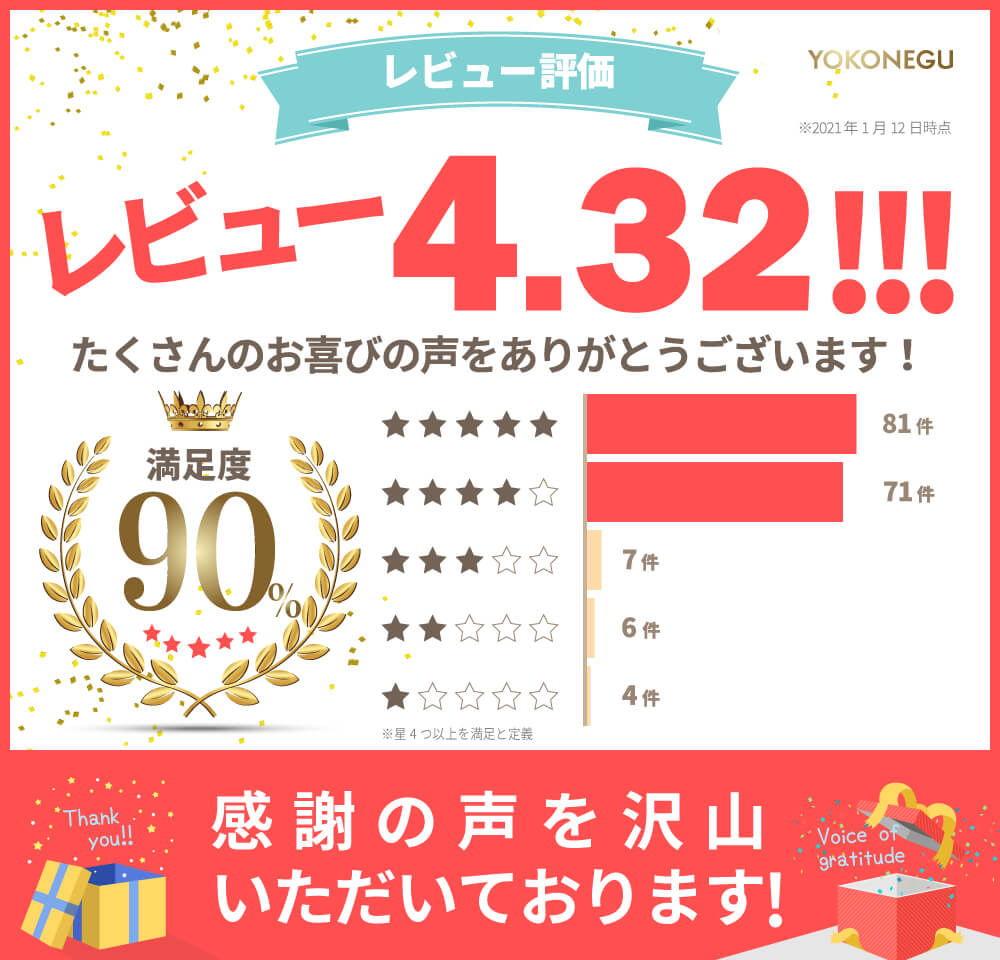 レビュー評価
YOKONEGU
※2021年1月12日時点
レビュー4.32!!!
たくさんのお喜びの声をありがとうございます！
満足度
90%
81件
71件
7件
6件
4件
※星4つ以上を満足と定義
Thank
you!!
感謝の声を沢山
いただいております!
Voice of
gratitude